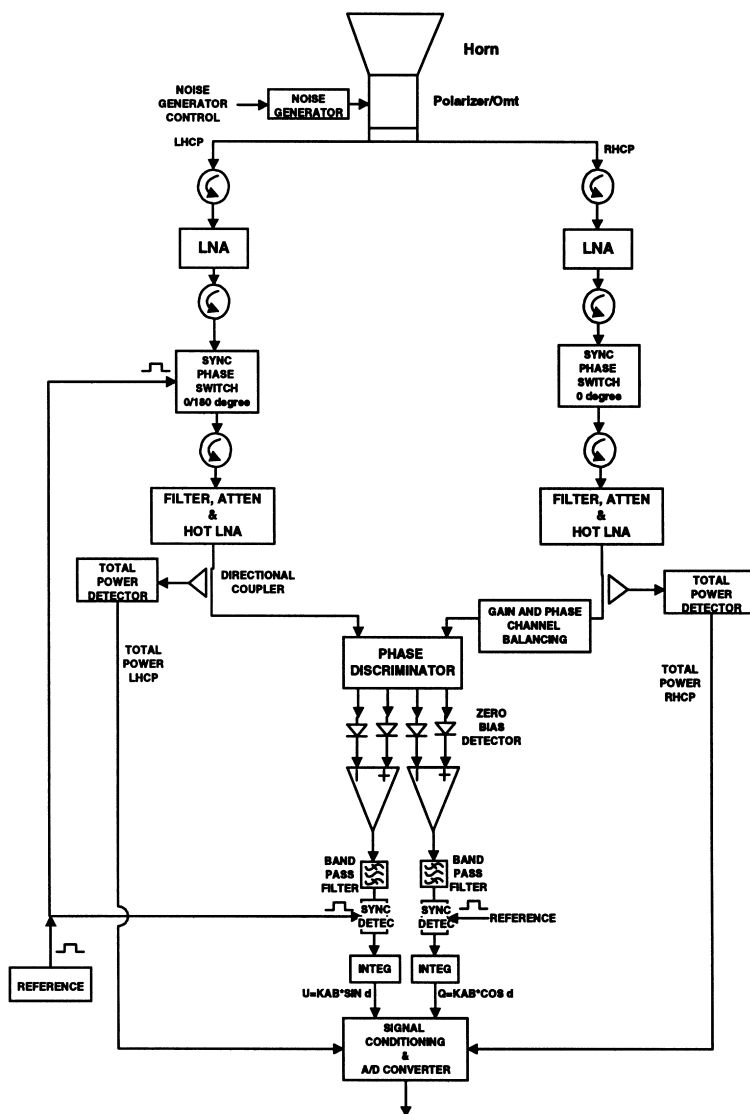 Horn
Polarizer/Omt
NOISE
GENERATOR
CONTROL
NOISE
GENERATOR
LHCP
RHCP
LNA
LNA
SYNC
PHASE
SWITCH
0/180 degree
SYNC
PHASE
SWITCH
0 degree
FILTER, ATTEN
&
HOT LNA
FILTER, ATTEN
&
HOT LNA
TOTAL
POWER
DETECTOR
DIRECTIONAL
COUPLER
TOTAL
POWER
DETECTOR
GAIN AND PHASE
CHANNEL
BALANCING
TOTAL
POWER
LHCP
PHASE
DISCRIMINATOR
TOTAL
POWER
RHCP
ZERO
BIAS
DETECTOR
BAND
PASS
FILTER
BAND
PASS
FILTER
SYNC
DETEC
SYNC
DETEC
REFERENCE
REFERENCE
INTEG
INTEG
U=KAB*SIN d
Q=KAB*COS d
SIGNAL
CONDITIONING
&
A/D CONVERTER